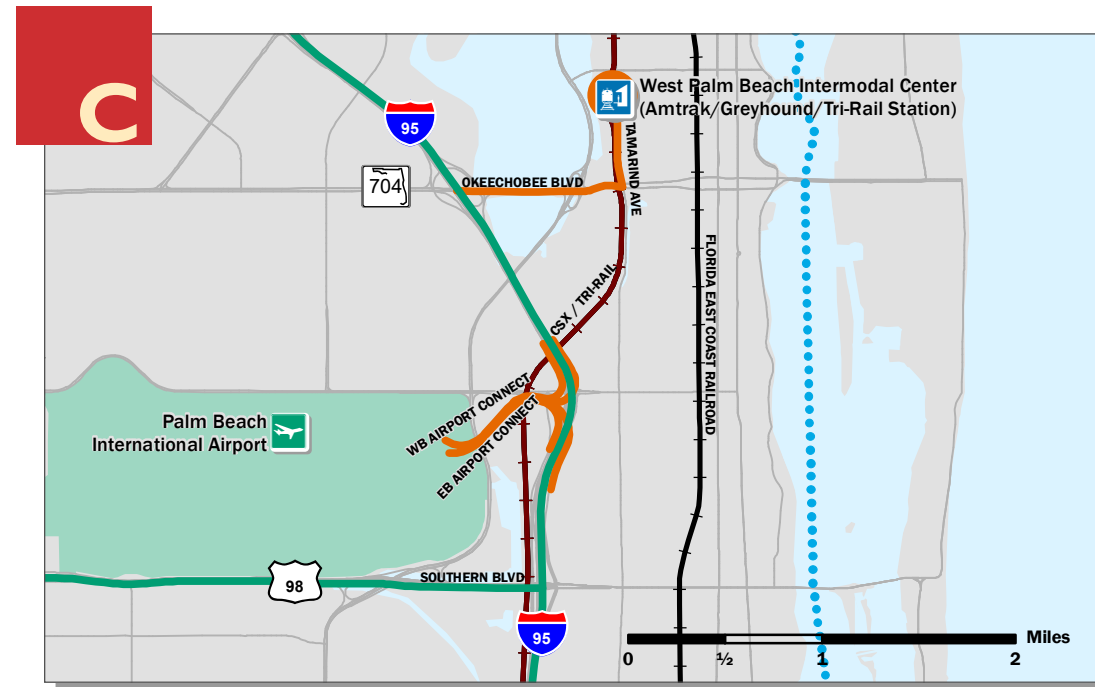 C
West Palm Beach Intermodal Center
(Amtrak/Greyhound/Tri-Rail Station)
95
TAMARIND AVE
704
OKEECHOBEE BLVD
FLORIDA EAST COAST RAILROAD
CSX / TRI-RAIL
WB AIRPORT CONNECT
EB AIRPORT CONNECT
Palm Beach
International Airport
SOUTHERN BLVD
98
95
Miles
0 ½ 1 2